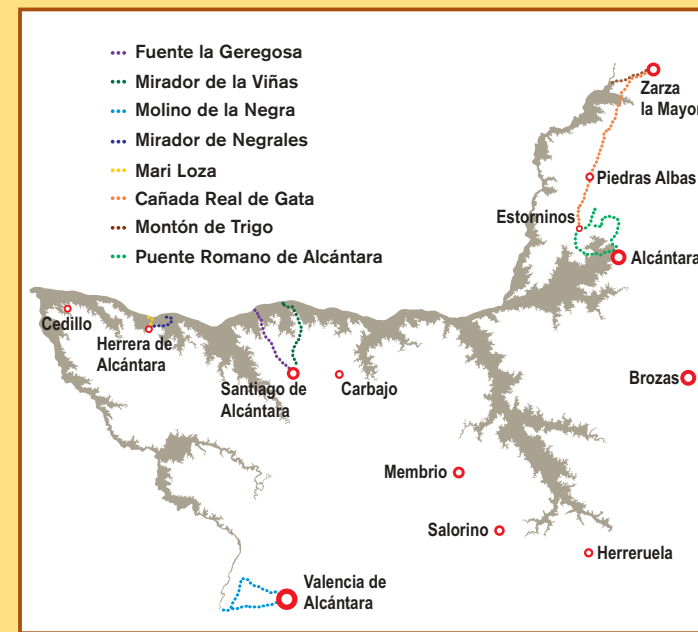 Fuente la Geregosa
Mirador de la Viñas
Molino de la Negra
Mirador de Negrales
Mari Loza
Cañada Real de Gata
Montón de Trigo
Puente Romano de Alcántara
Zarza
la Mayor
Piedras Albas
Estorninos
Alcántara
Cedillo
Herrera de
Alcántara
Santiago de
Alcántara
Carbajo
Brozas
Membrio
Salorino
Herreruela
Valencia de
Alcántara